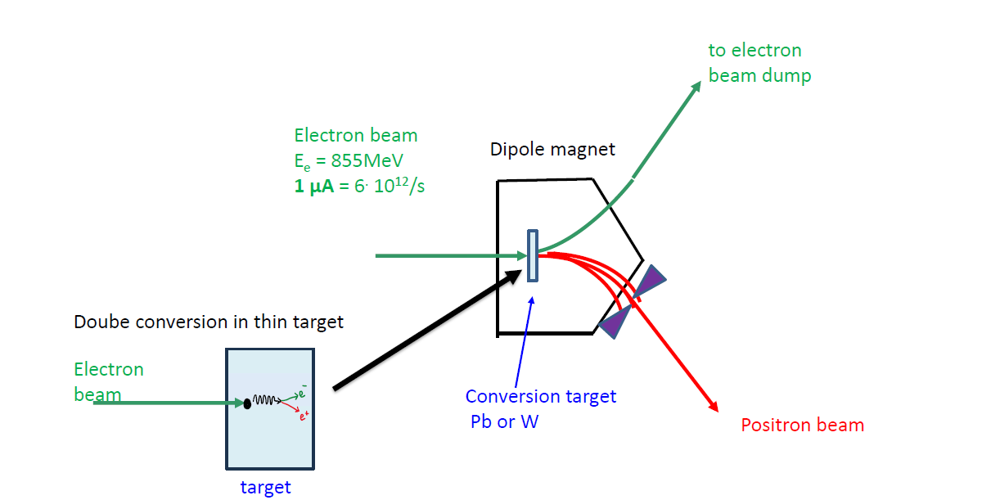 to electron
beam dump
Electron beam
Eₑ = 855MeV
1 µA = 6· 10¹²/s
Dipole magnet
Doube conversion in thin target
Electron
beam
e⁻
e⁺
target
Conversion target
Pb or W
Positron beam